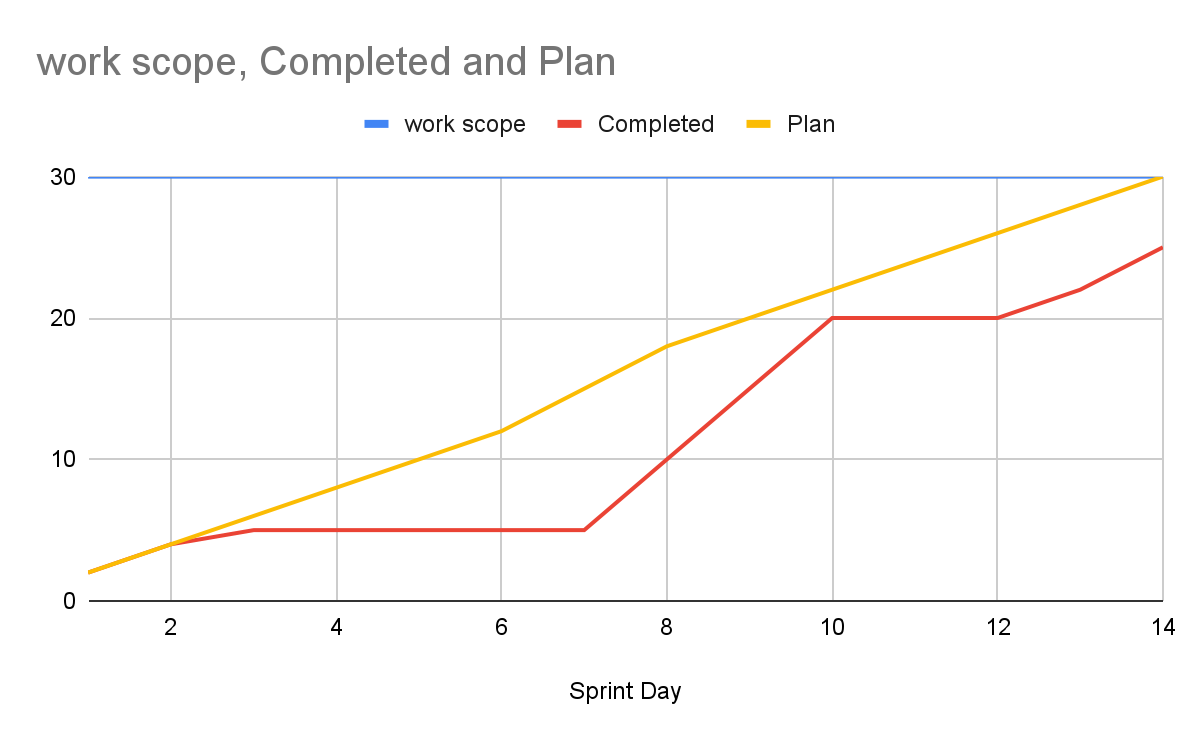 work scope, Completed and Plan
work scope Completed Plan
30
20
10
0
2 4 6 8 10 12 14
Sprint Day